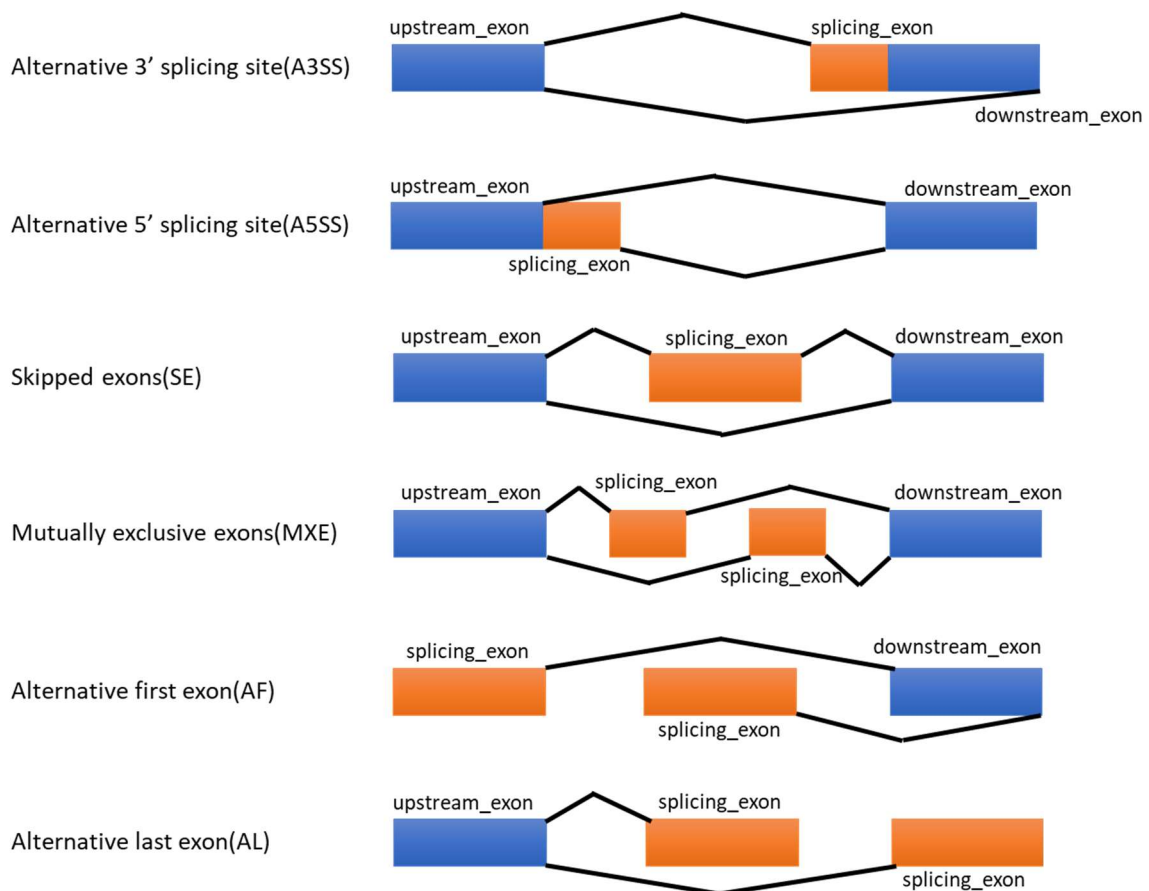 upstream_exon
splicing_exon
Alternative 3’ splicing site(A3SS)
downstream_exon
upstream_exon
downstream_exon
Alternative 5’ splicing site(A5SS)
splicing_exon
upstream_exon
splicing_exon
downstream_exon
Skipped exons(SE)
splicing_exon
upstream_exon
downstream_exon
Mutually exclusive exons(MXE)
splicing_exon
splicing_exon
downstream_exon
Alternative first exon(AF)
splicing_exon
upstream_exon
splicing_exon
Alternative last exon(AL)
splicing_exon